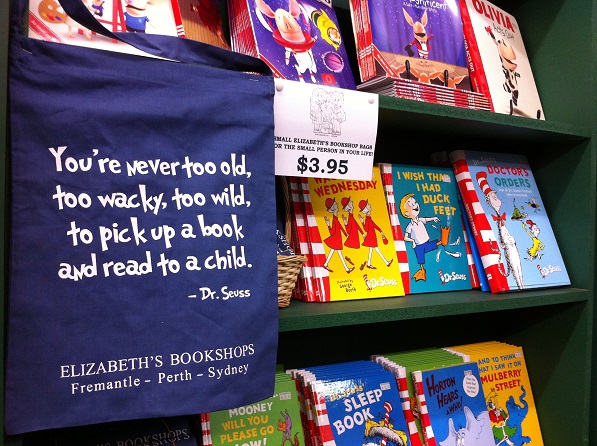 You're never too old,
too wacky, too wild,
to pick up a book
and read to a child.
- Dr. Seuss
ELIZABETH'S BOOKSHOPS
Fremantle - Perth - Sydney
SMALL ELIZABETH'S BOOKSHOP BAGS
FOR THE SMALL PERSON IN YOUR LIFE!
$3.95
OLIVIA
WEDNESDAY
Dr. Seuss
I WISH THAT
I HAD
DUCK
FEET
Dr. Seuss
DOCTOR'S
ORDERS
MOONEY
WILL YOU
PLEASE GO
NOW!
Dr. Seuss's
SLEEP
BOOK
HORTON
HEARS
A WHO!
AND TO THINK
THAT I SAW IT ON
MULBERRY
STREET